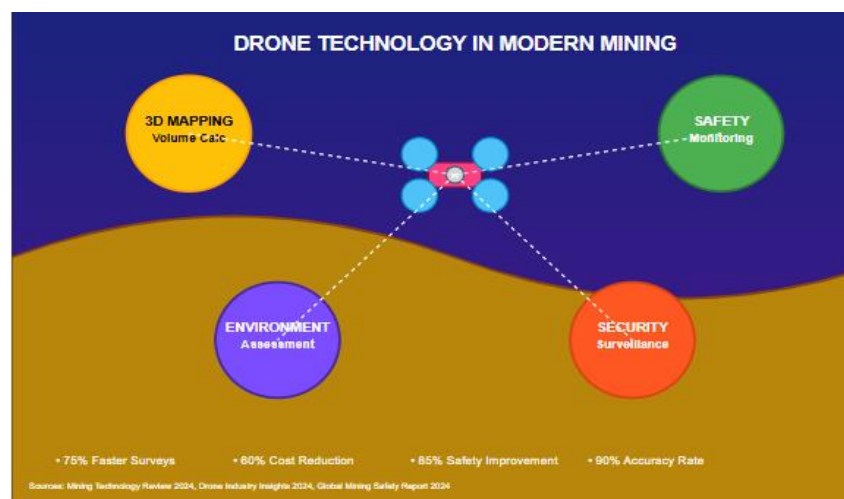 DRONE TECHNOLOGY IN MODERN MINING
3D MAPPING
Volume Calc
SAFETY
Monitoring
ENVIRONMENT
Assessment
SECURITY
Surveillance
• 75% Faster Surveys
• 60% Cost Reduction
• 85% Safety Improvement
• 90% Accuracy Rate
Sources: Mining Technology Review 2024, Drone Industry Insights 2024, Global Mining Safety Report 2024